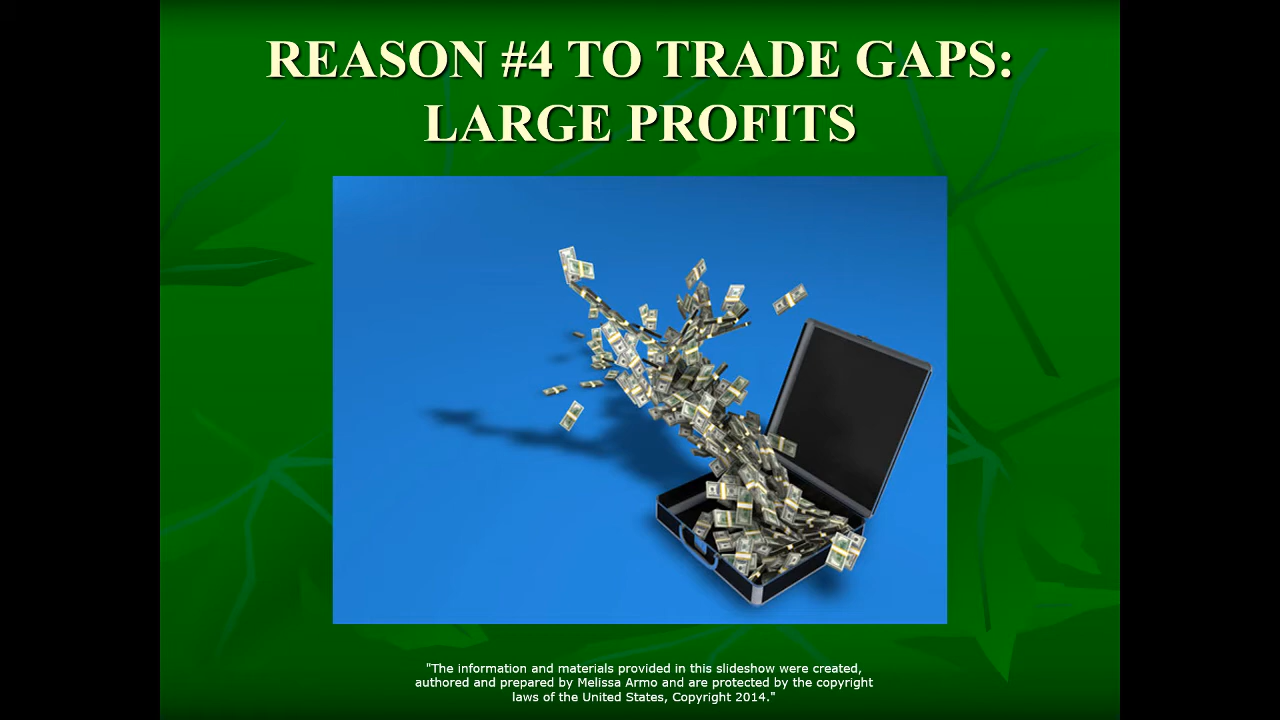 REASON #4 TO TRADE GAPS:
LARGE PROFITS
"The information and materials provided in this slideshow were created,
authored and prepared by Melissa Armo and are protected by the copyright
laws of the United States, Copyright 2014."